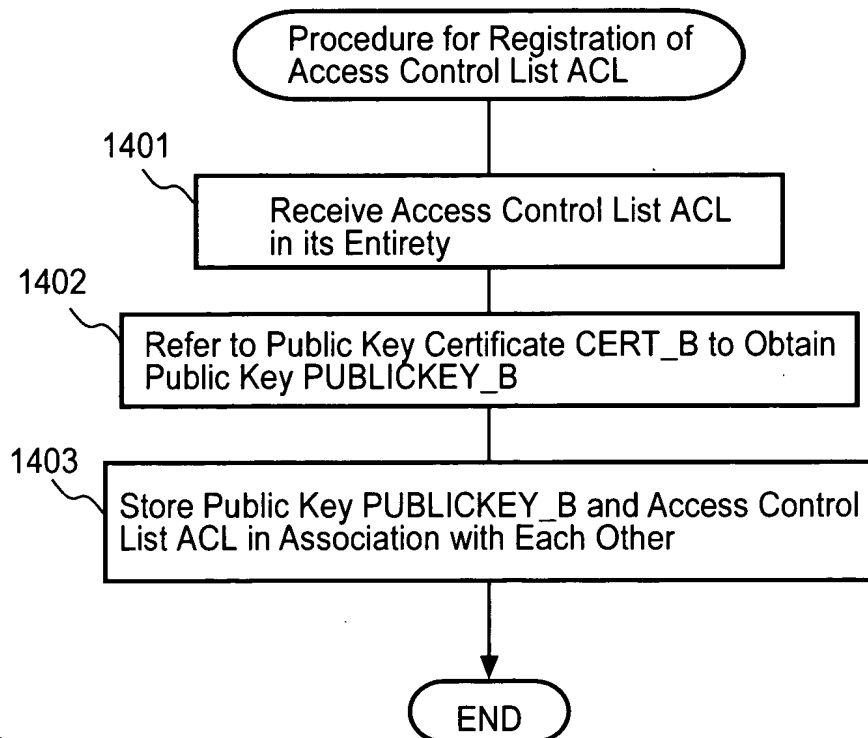 Procedure for Registration of
Access Control List ACL
1401
Receive Access Control List ACL
in its Entirety
1402
Refer to Public Key Certificate CERT_B to Obtain
Public Key PUBLICKEY_B
1403
Store Public Key PUBLICKEY_B and Access Control
List ACL in Association with Each Other
END